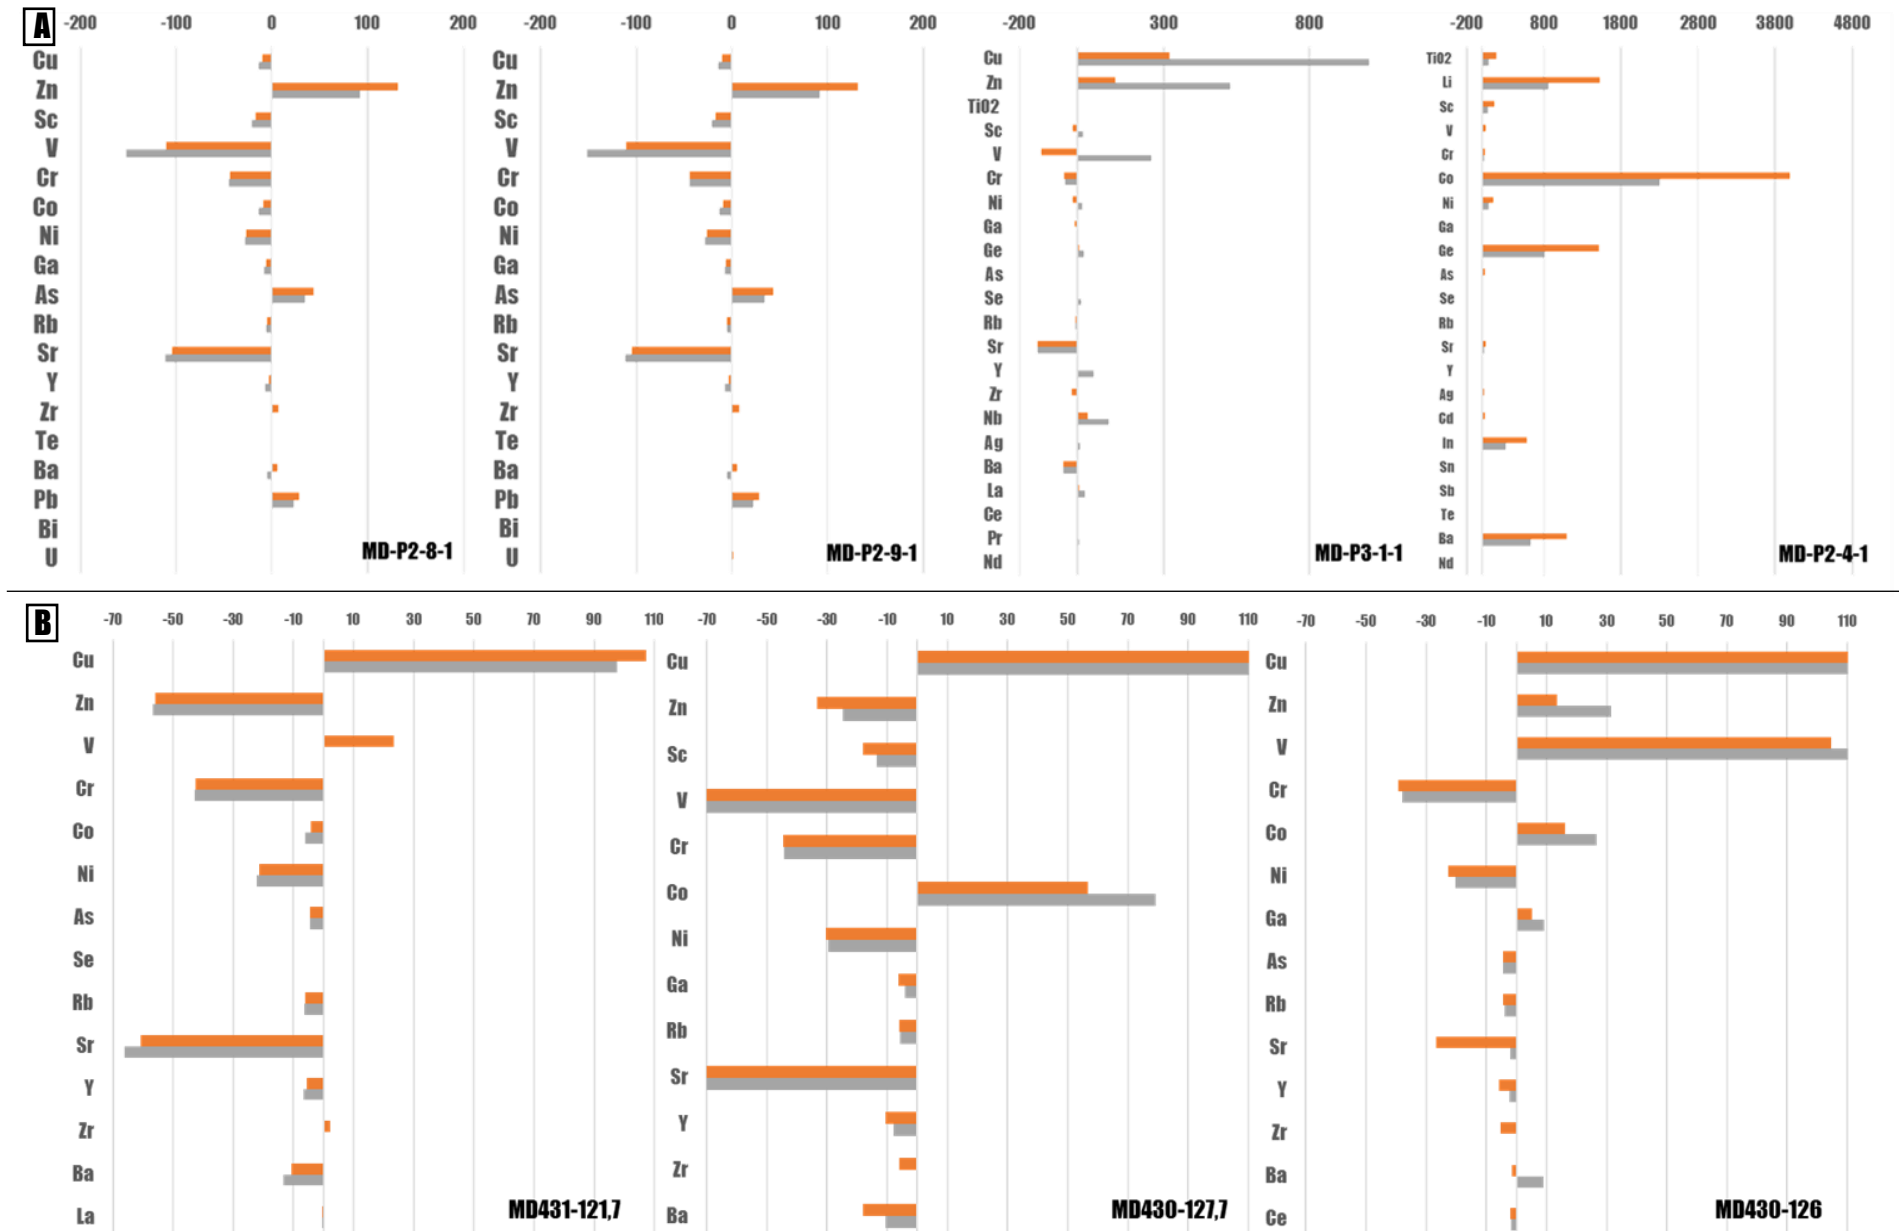 A
-200 -100 0 100 200
Cu
Zn
Sc
V
Cr
Co
Ni
Ga
As
Rb
Sr
Y
Zr
Te
Ba
Pb
Bi
U
MD-P2-8-1
-200 -100 0 100 200
Cu
Zn
Sc
V
Cr
Co
Ni
Ga
As
Rb
Sr
Y
Zr
Te
Ba
Pb
Bi
U
MD-P2-9-1
-200 300 800
Cu
Zn
TiO2
Sc
V
Cr
Ni
Ga
Ge
As
Se
Rb
Sr
Y
Zr
Nb
Ag
Ba
La
Ce
Pr
Nd
MD-P3-1-1
-200 800 1800 2800 3800 4800
TiO2
Li
Sc
V
Cr
Co
Ni
Ga
Ge
As
Se
Rb
Sr
Y
Ag
Cd
In
Sn
Sb
Te
Ba
Nd
MD-P2-4-1
B
-70 -50 -30 -10 10 30 50 70 90 110
Cu
Zn
V
Cr
Co
Ni
As
Se
Rb
Sr
Y
Zr
Ba
La
MD431-121,7
-70 -50 -30 -10 10 30 50 70 90 110
Cu
Zn
Sc
V
Cr
Co
Ni
Ga
Rb
Sr
Y
Zr
Ba
MD430-127,7
-70 -50 -30 -10 10 30 50 70 90 110
Cu
Zn
V
Cr
Co
Ni
Ga
As
Rb
Sr
Y
Zr
Ba
Ce
MD430-126